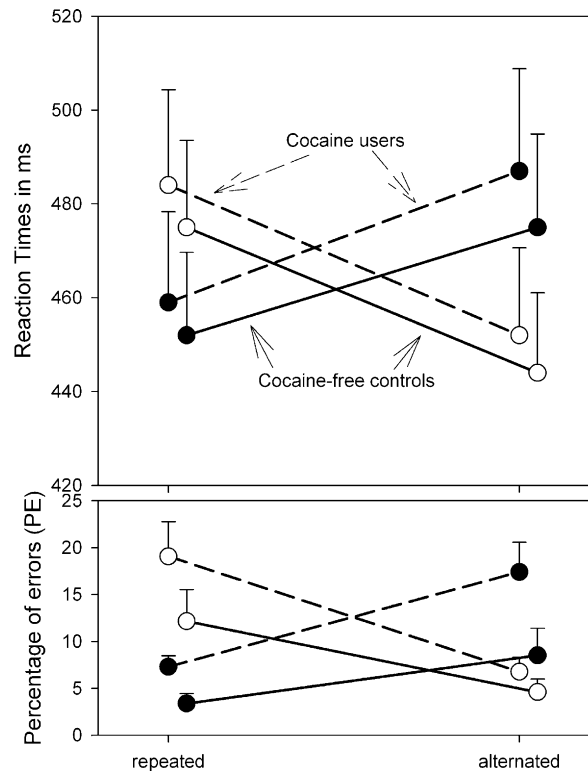 520
500
480
460
440
420
Reaction Times in ms
Cocaine users
Cocaine-free controls
25
20
15
10
5
0
Percentage of errors (PE)
repeated
alternated